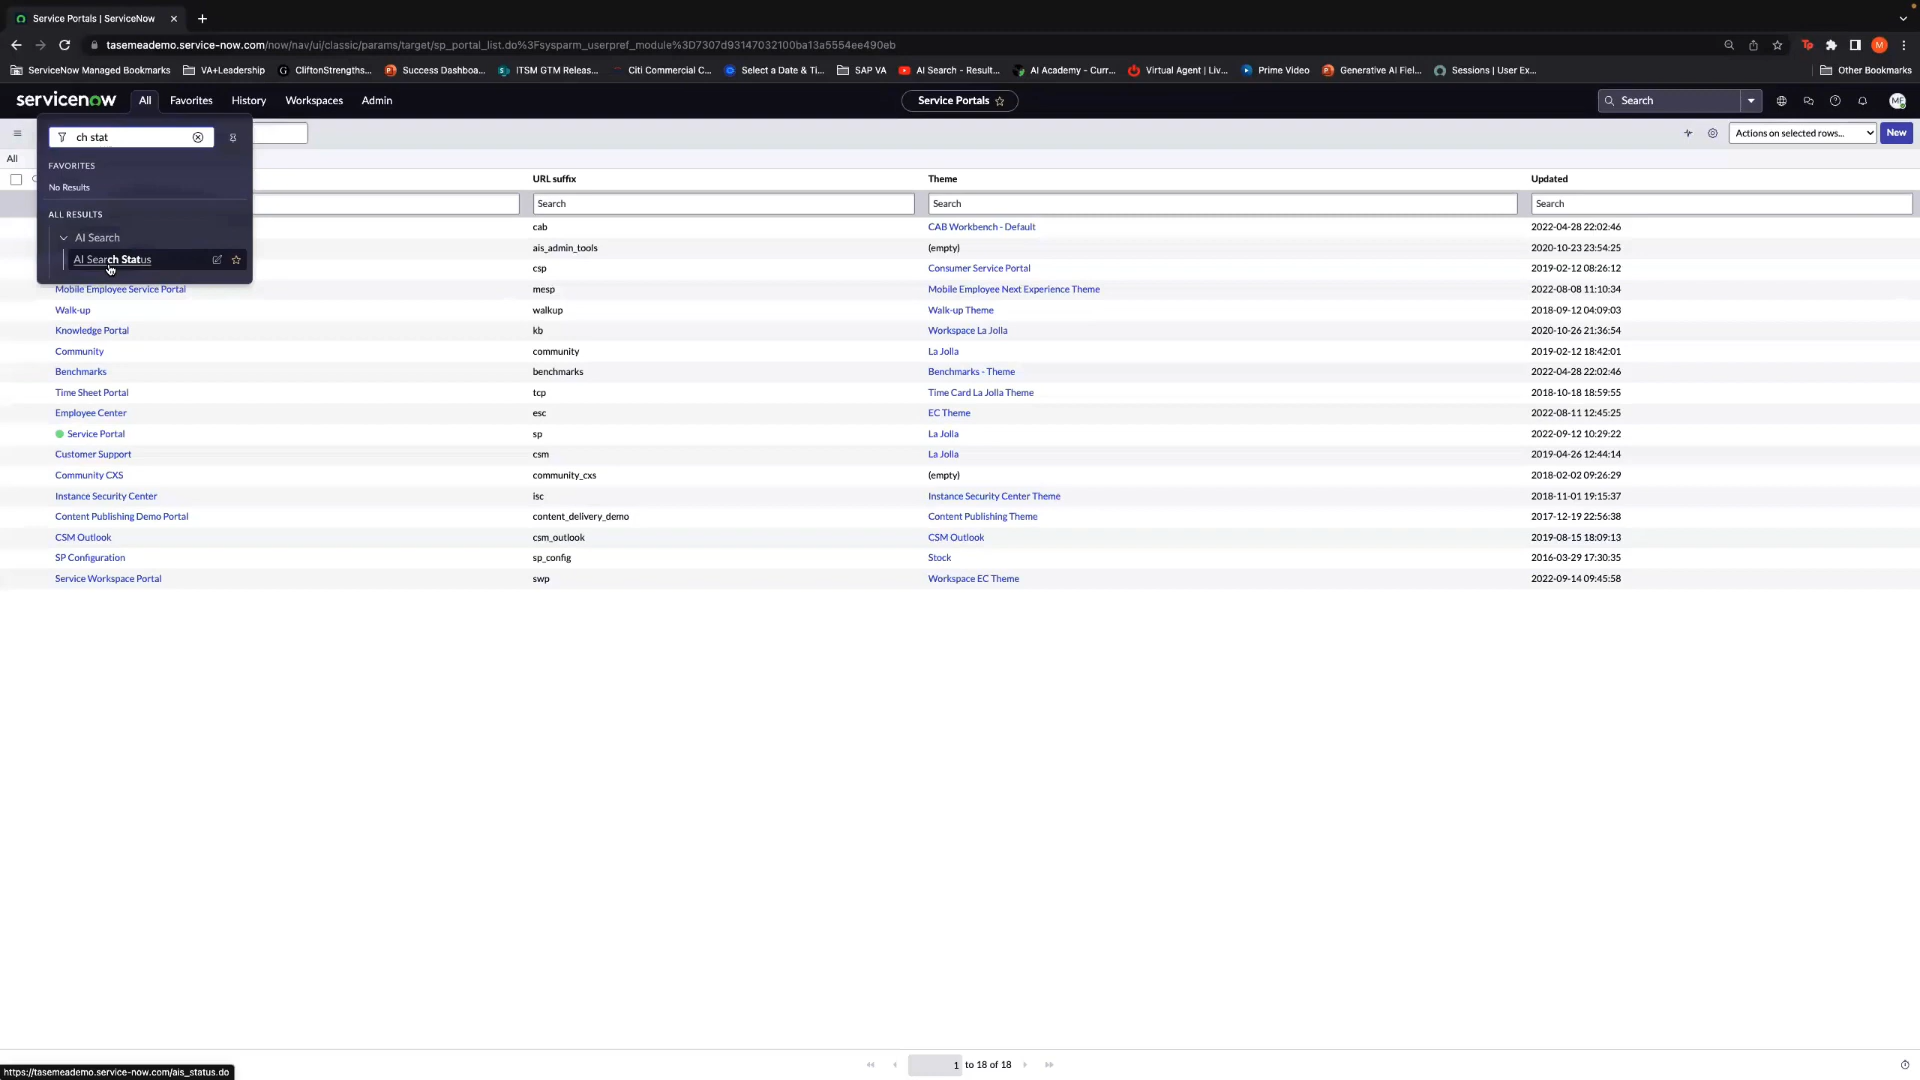 Service Portals | ServiceNow
tasemeademo.service-now.com/now/nav/ui/classic/params/target/sp_portal_list.do%3Fsysparm_userpref_module%3D7307d93147032100ba13a5554ee490eb
ServiceNow Managed Bookmarks VA+Leadership CliftonStrengths... Success Dashboa... ITSM GTM Releas... Citi Commercial C... Select a Date & Ti... SAP VA AI Search - Result... AI Academy - Curr... Virtual Agent | Liv... Prime Video Generative AI Fiel... Sessions | User Ex... Other Bookmarks
servicenow All Favorites History Workspaces Admin Service Portals Search MF
ch stat Actions on selected rows... New
All
FAVORITES
No Results
ALL RESULTS
AI Search
AI Search Status
URL suffix Theme Updated
Search Search Search
cab CAB Workbench - Default 2022-04-28 22:02:46
ais_admin_tools (empty) 2020-10-23 23:54:25
csp Consumer Service Portal 2019-02-12 08:26:12
Mobile Employee Service Portal mesp Mobile Employee Next Experience Theme 2022-08-08 11:10:34
Walk-up walkup Walk-up Theme 2018-09-12 04:09:03
Knowledge Portal kb Workspace La Jolla 2020-10-26 21:36:54
Community community La Jolla 2019-02-12 18:42:01
Benchmarks benchmarks Benchmarks - Theme 2022-04-28 22:02:46
Time Sheet Portal tcp Time Card La Jolla Theme 2018-10-18 18:59:55
Employee Center esc EC Theme 2022-08-11 12:45:25
Service Portal sp La Jolla 2022-09-12 10:29:22
Customer Support csm La Jolla 2019-04-26 12:44:14
Community CXS community_cxs (empty) 2018-02-02 09:26:29
Instance Security Center isc Instance Security Center Theme 2018-11-01 19:15:37
Content Publishing Demo Portal content_delivery_demo Content Publishing Theme 2017-12-19 22:56:38
CSM Outlook csm_outlook CSM Outlook 2019-08-15 18:09:13
SP Configuration sp_config Stock 2016-03-29 17:30:35
Service Workspace Portal swp Workspace EC Theme 2022-09-14 09:45:58
1 to 18 of 18
https://tasemeademo.service-now.com/ais_status.do